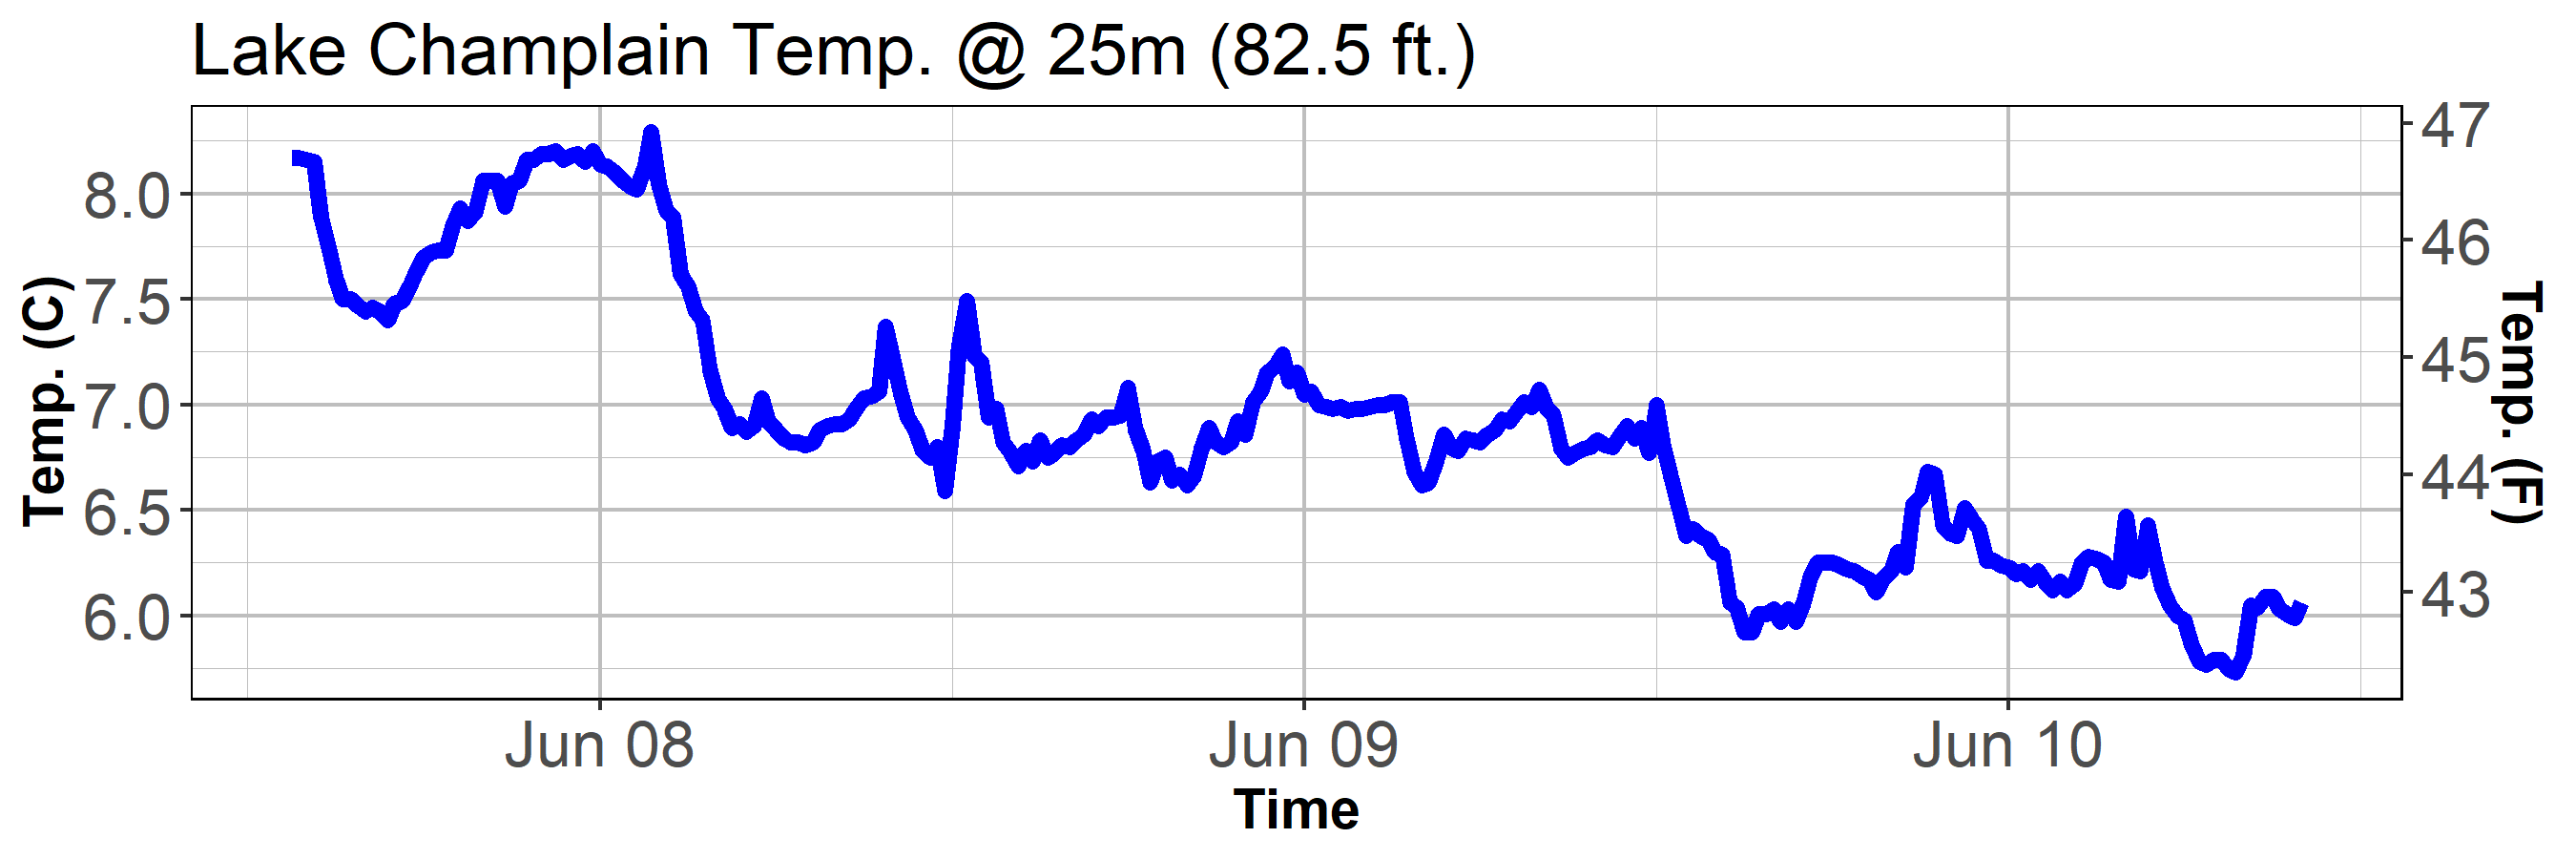 Lake Champlain Temp. @ 25m (82.5 ft.)
Temp. (C)
8.0
7.5
7.0
6.5
6.0
47
46
45
44
43
Temp. (F)
Jun 08
Jun 09
Jun 10
Time